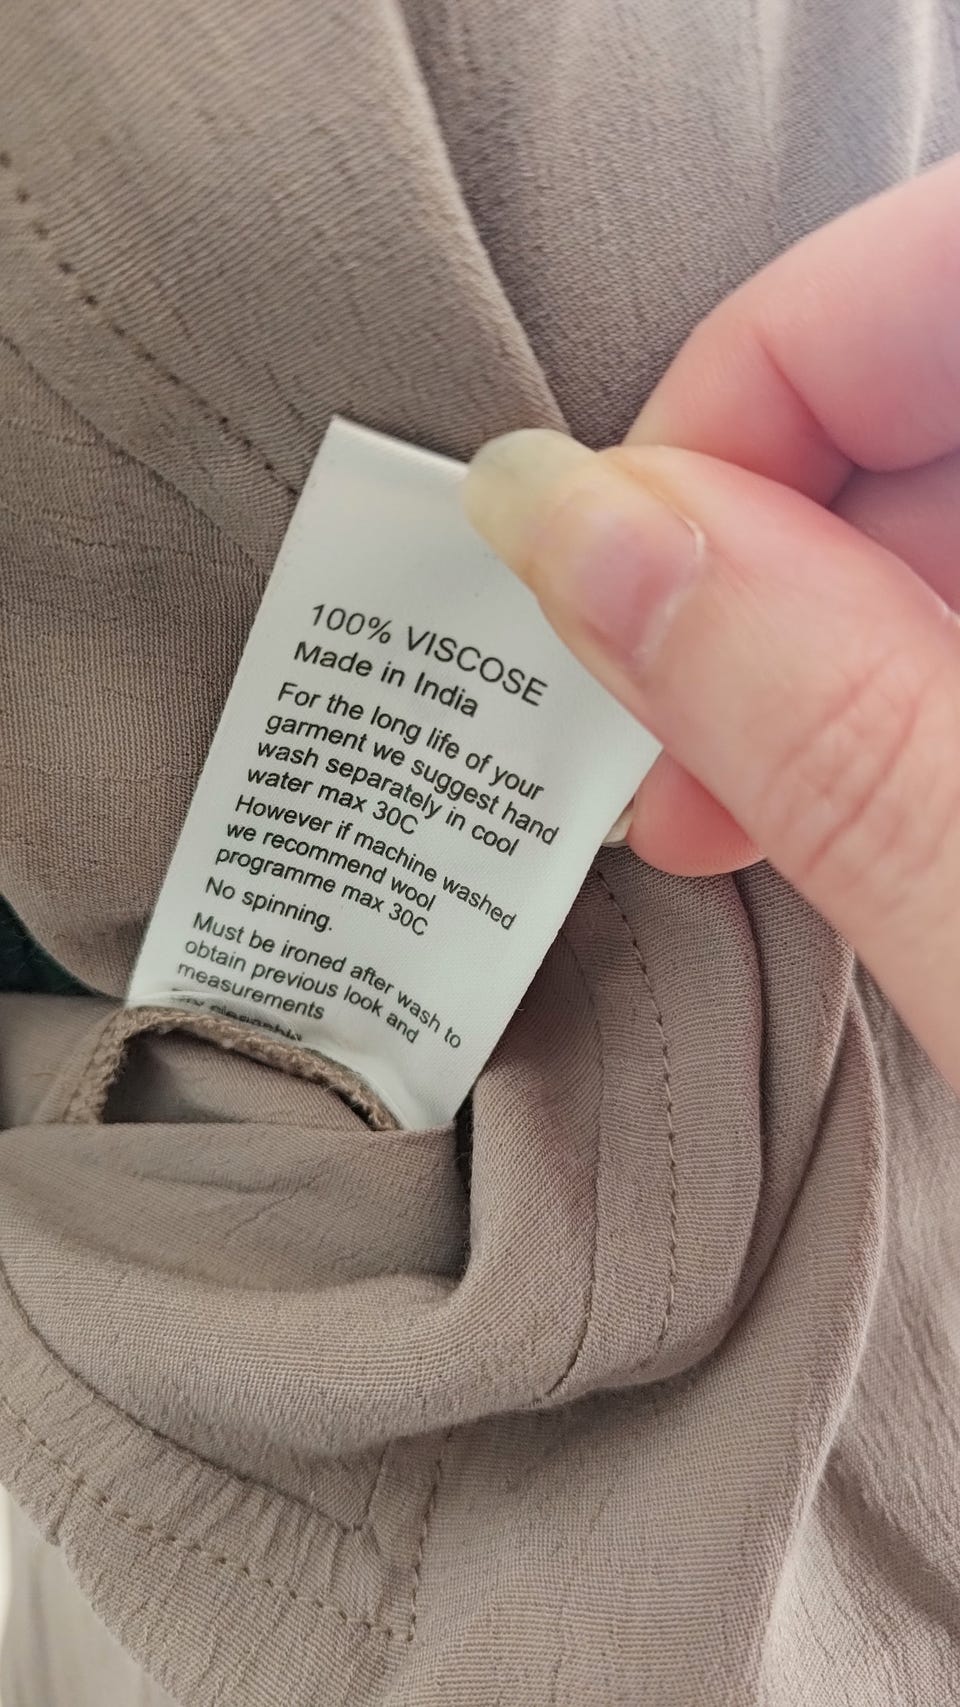 100% VISCOSE
Made in India
For the long life of your
garment we suggest hand
wash separately in cool
water max 30C
However if machine washed
we recommend wool
programme max 30C
No spinning.
Must be ironed after wash to
obtain previous look and
measurements